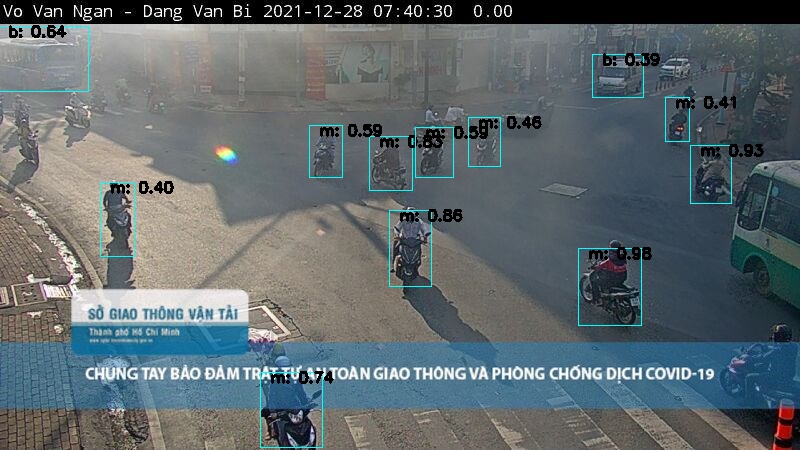 Vo Van Ngan - Dang Van Bi 2021-12-28 07:40:30 0.00
b: 0.64
b: 0.39
m: 0.41
m: 0.46
m: 0.59
m: 0.59
m: 0.83
m: 0.93
m: 0.40
m: 0.86
m: 0.98
SỞ GIAO THÔNG VẬN TẢI
Thành phố Hồ Chí Minh
m: 0.74
CHUNG TAY BẢO ĐẢM TRẬT TOÀN GIAO THÔNG VÀ PHÒNG CHỐNG DỊCH COVID-19